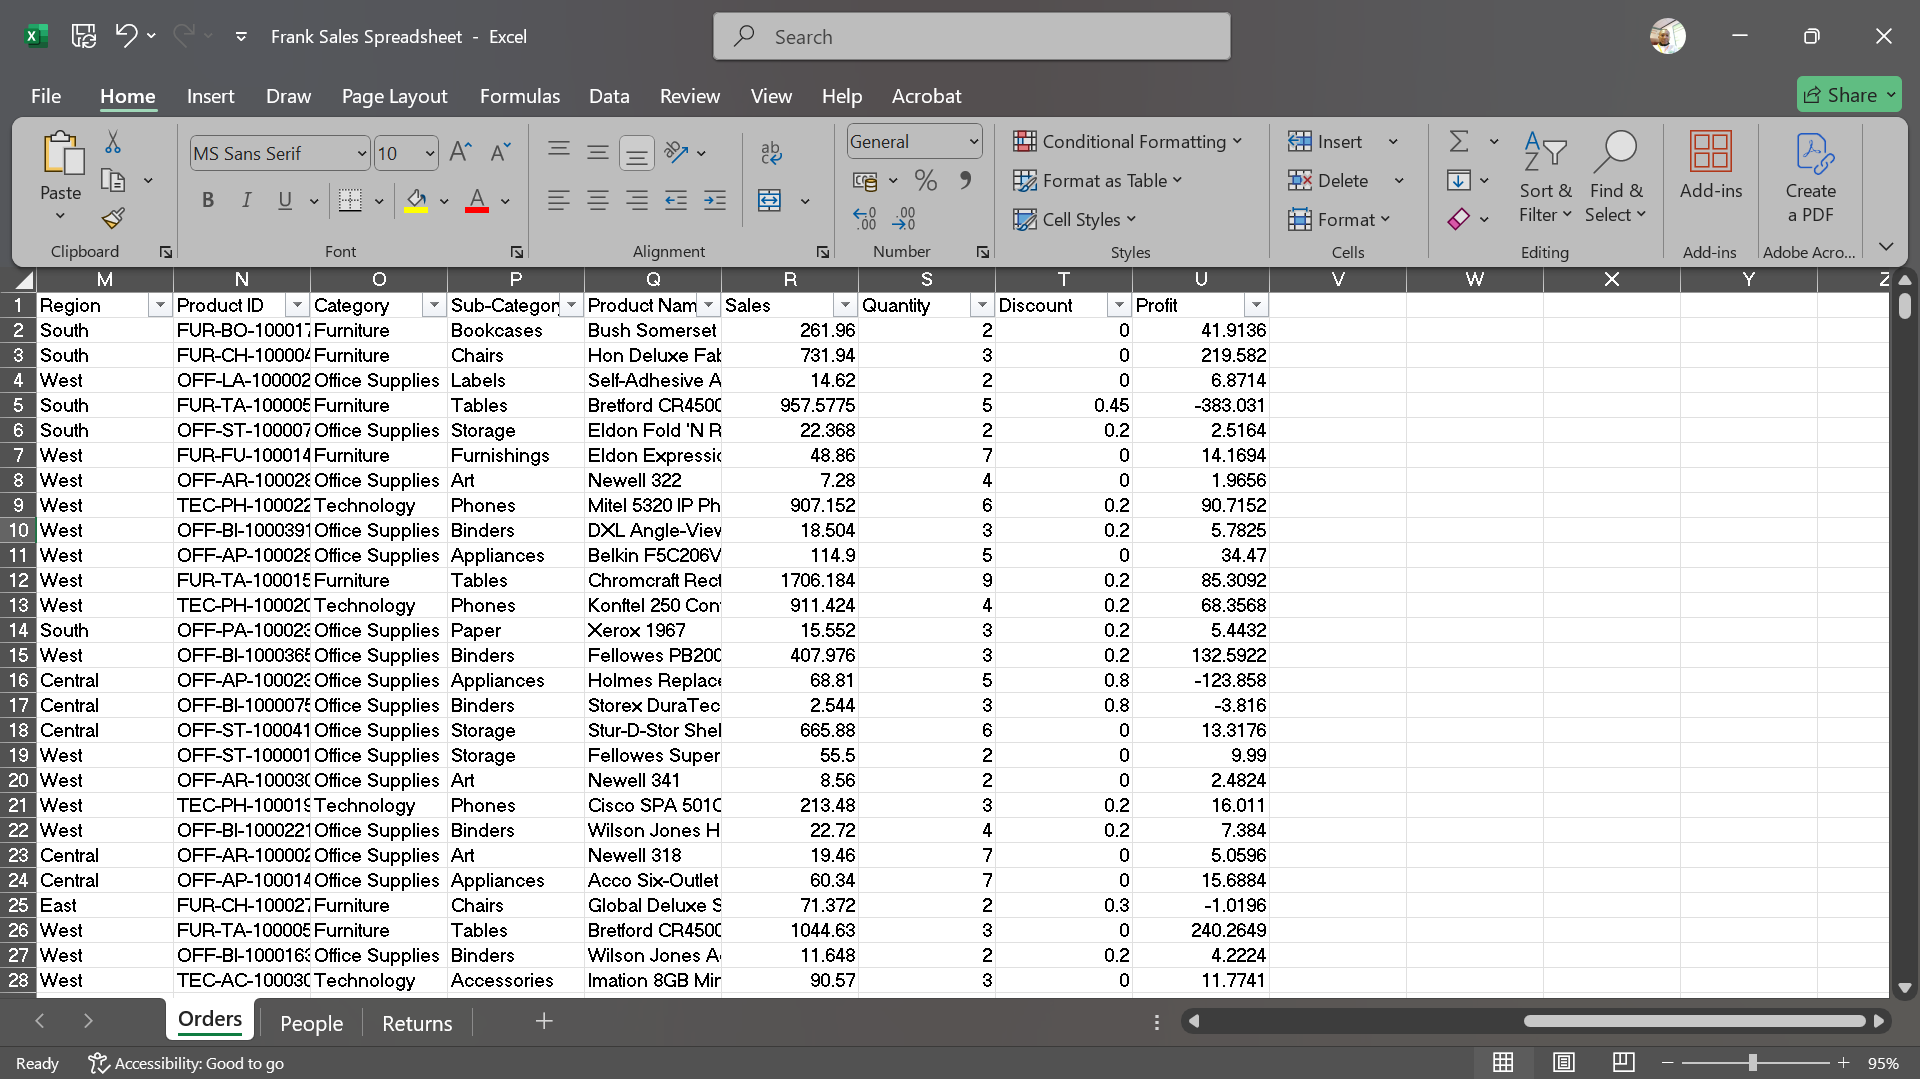 Frank Sales Spreadsheet - Excel
Search
File Home Insert Draw Page Layout Formulas Data Review View Help Acrobat Share
Paste
Clipboard
MS Sans Serif 10
B I U
Font
ab
Alignment
General
Number
Conditional Formatting
Format as Table
Cell Styles
Styles
Insert
Delete
Format
Cells
Sort & Filter
Find & Select
Editing
Add-ins
Add-ins
Create a PDF
Adobe Acro...
M N O P Q R S T U V W X Y Z
1 Region Product ID Category Sub-Categor Product Nam Sales Quantity Discount Profit
2 South FUR-BO-100017 Furniture Bookcases Bush Somerset 261.96 2 0 41.9136
3 South FUR-CH-100004 Furniture Chairs Hon Deluxe Fab 731.94 3 0 219.582
4 West OFF-LA-100002 Office Supplies Labels Self-Adhesive A 14.62 2 0 6.8714
5 South FUR-TA-100005 Furniture Tables Bretford CR4500 957.5775 5 0.45 -383.031
6 South OFF-ST-100007 Office Supplies Storage Eldon Fold 'N R 22.368 2 0.2 2.5164
7 West FUR-FU-100014 Furniture Furnishings Eldon Expressio 48.86 7 0 14.1694
8 West OFF-AR-100028 Office Supplies Art Newell 322 7.28 4 0 1.9656
9 West TEC-PH-100022 Technology Phones Mitel 5320 IP Ph 907.152 6 0.2 90.7152
10 West OFF-BI-1000391 Office Supplies Binders DXL Angle-View 18.504 3 0.2 5.7825
11 West OFF-AP-100028 Office Supplies Appliances Belkin F5C206V 114.9 5 0 34.47
12 West FUR-TA-100015 Furniture Tables Chromcraft Rect 1706.184 9 0.2 85.3092
13 West TEC-PH-100020 Technology Phones Konftel 250 Con 911.424 4 0.2 68.3568
14 South OFF-PA-100023 Office Supplies Paper Xerox 1967 15.552 3 0.2 5.4432
15 West OFF-BI-1000365 Office Supplies Binders Fellowes PB200 407.976 3 0.2 132.5922
16 Central OFF-AP-100023 Office Supplies Appliances Holmes Replace 68.81 5 0.8 -123.858
17 Central OFF-BI-1000075 Office Supplies Binders Storex DuraTec 2.544 3 0.8 -3.816
18 Central OFF-ST-100041 Office Supplies Storage Stur-D-Stor Shel 665.88 6 0 13.3176
19 West OFF-ST-100001 Office Supplies Storage Fellowes Super 55.5 2 0 9.99
20 West OFF-AR-100030 Office Supplies Art Newell 341 8.56 2 0 2.4824
21 West TEC-PH-100019 Technology Phones Cisco SPA 501G 213.48 3 0.2 16.011
22 West OFF-BI-1000221 Office Supplies Binders Wilson Jones H 22.72 4 0.2 7.384
23 Central OFF-AR-100002 Office Supplies Art Newell 318 19.46 7 0 5.0596
24 Central OFF-AP-100014 Office Supplies Appliances Acco Six-Outlet 60.34 7 0 15.6884
25 East FUR-CH-100027 Furniture Chairs Global Deluxe S 71.372 2 0.3 -1.0196
26 West FUR-TA-100005 Furniture Tables Bretford CR4500 1044.63 3 0 240.2649
27 West OFF-BI-1000163 Office Supplies Binders Wilson Jones A 11.648 2 0.2 4.2224
28 West TEC-AC-100030 Technology Accessories Imation 8GB Min 90.57 3 0 11.7741
Orders People Returns
Ready Accessibility: Good to go 95%